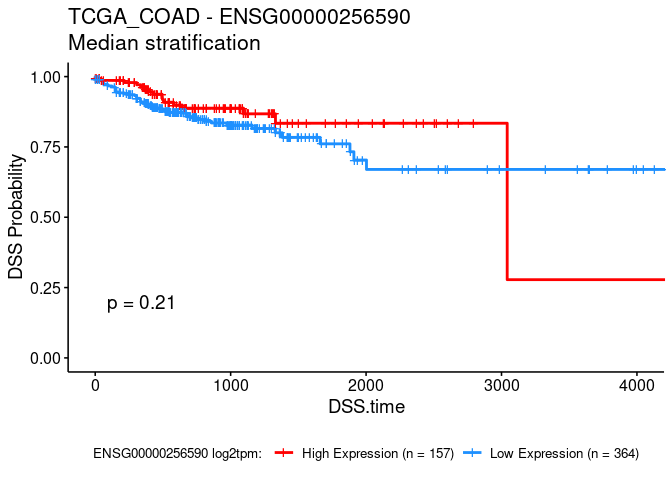 TCGA_COAD - ENSG00000256590
Median stratification
1.00
0.75
0.50
0.25
0.00
DSS Probability
p = 0.21
0 1000 2000 3000 4000
DSS.time
ENSG00000256590 log2tpm: High Expression (n = 157) Low Expression (n = 364)